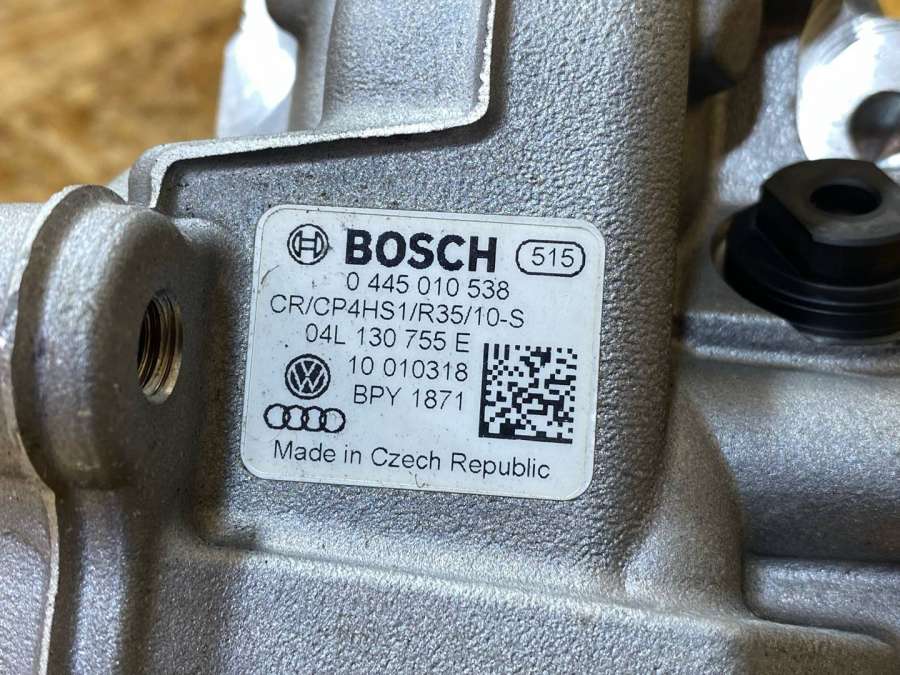 BOSCH 515
0 445 010 538
CR/CP4HS1/R35/10-S
04L 130 755 E
10 010318
BPY 1871
Made in Czech Republic